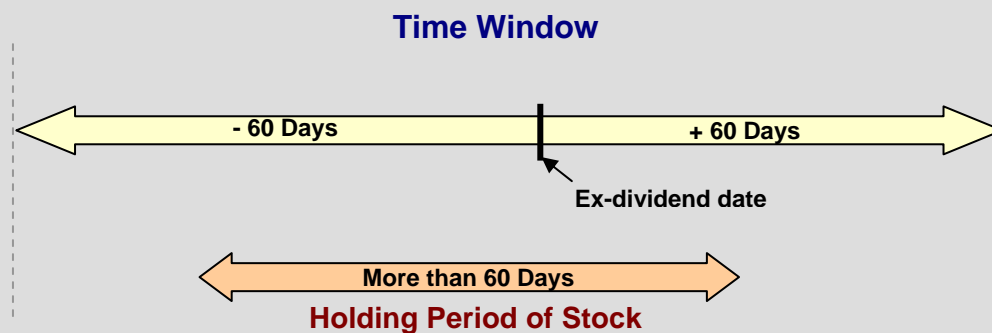 Time Window
- 60 Days
+ 60 Days
Ex-dividend date
More than 60 Days
Holding Period of Stock